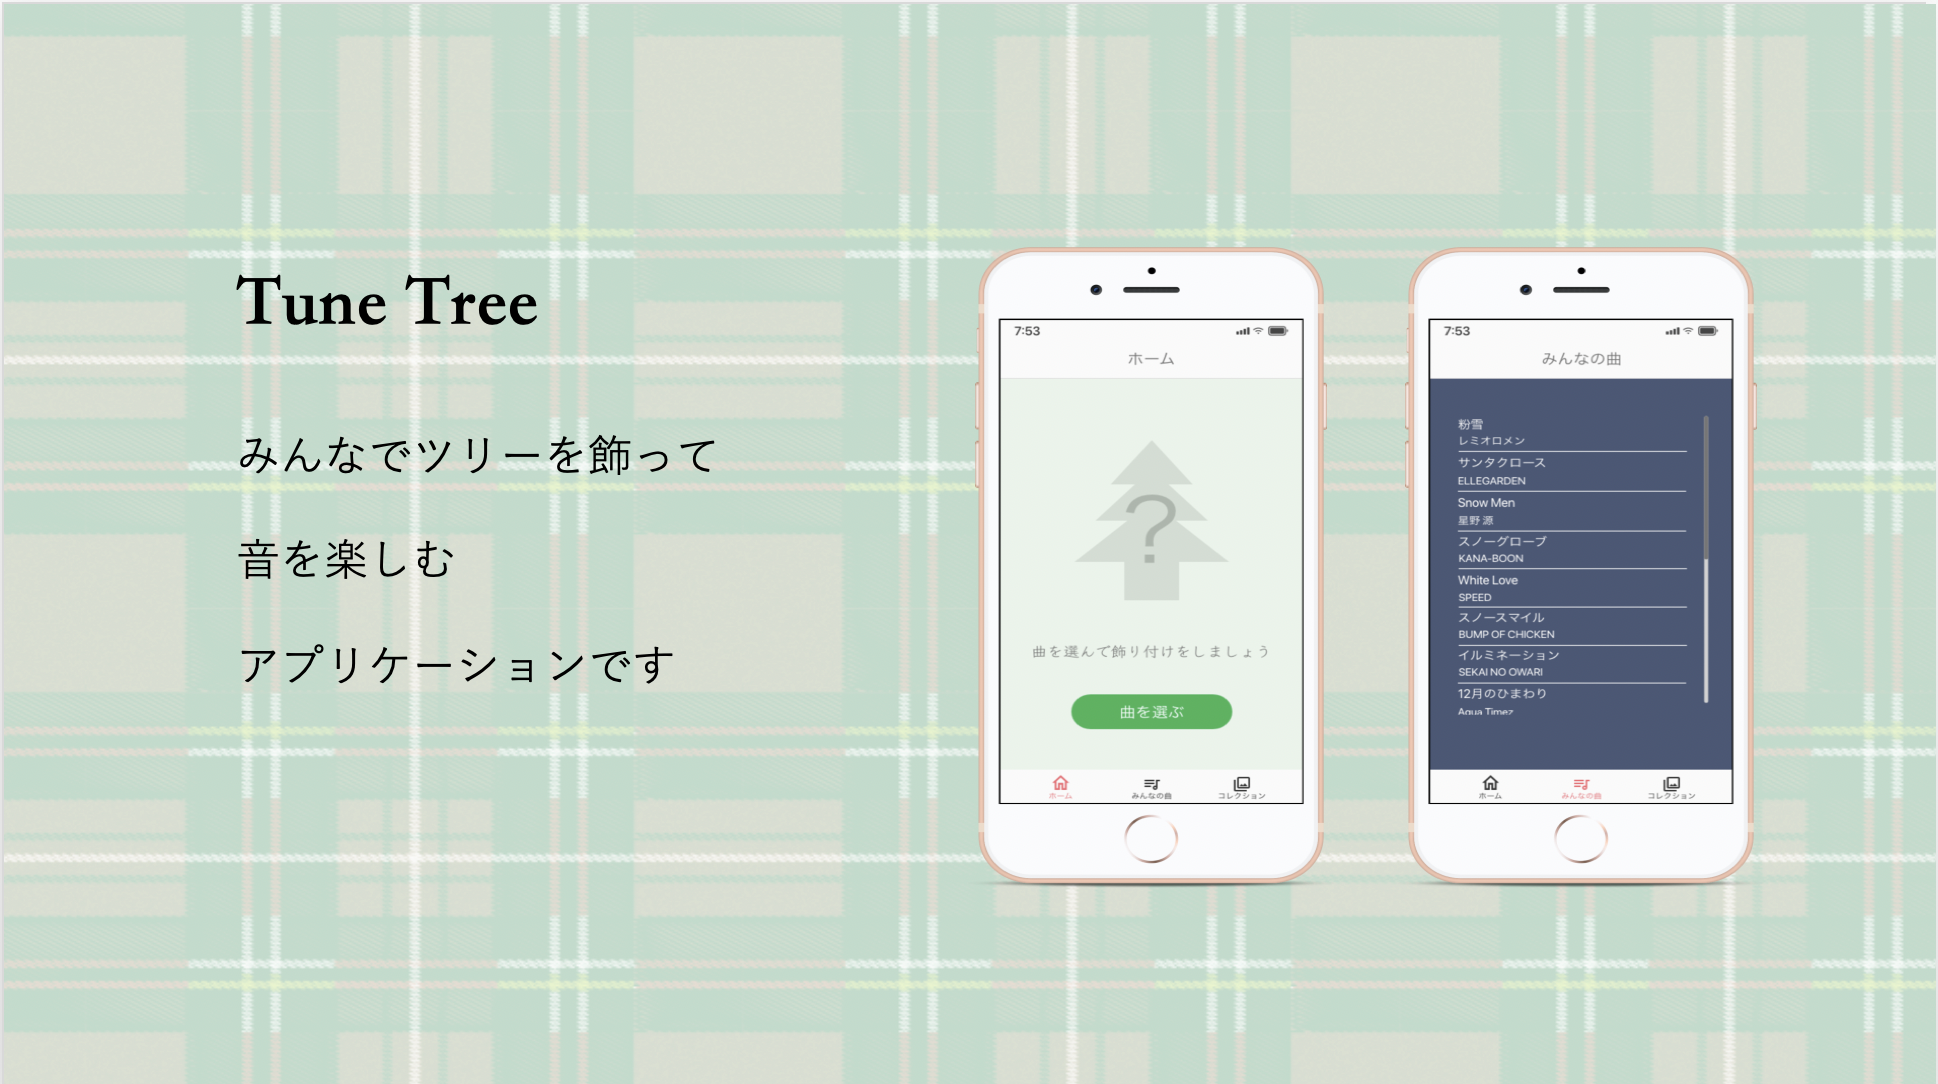 Tune Tree
みんなでツリーを飾って
音を楽しむ
アプリケーションです
7:53
ホーム
?
曲を選んで飾り付けをしましょう
曲を選ぶ
ホーム
みんなの曲
コレクション
7:53
みんなの曲
粉雪
レミオロメン
サンタクロース
ELLEGARDEN
Snow Men
星野 源
スノーグローブ
KANA-BOON
White Love
SPEED
スノースマイル
BUMP OF CHICKEN
イルミネーション
SEKAI NO OWARI
12月のひまわり
Aqua Timez
ホーム
みんなの曲
コレクション